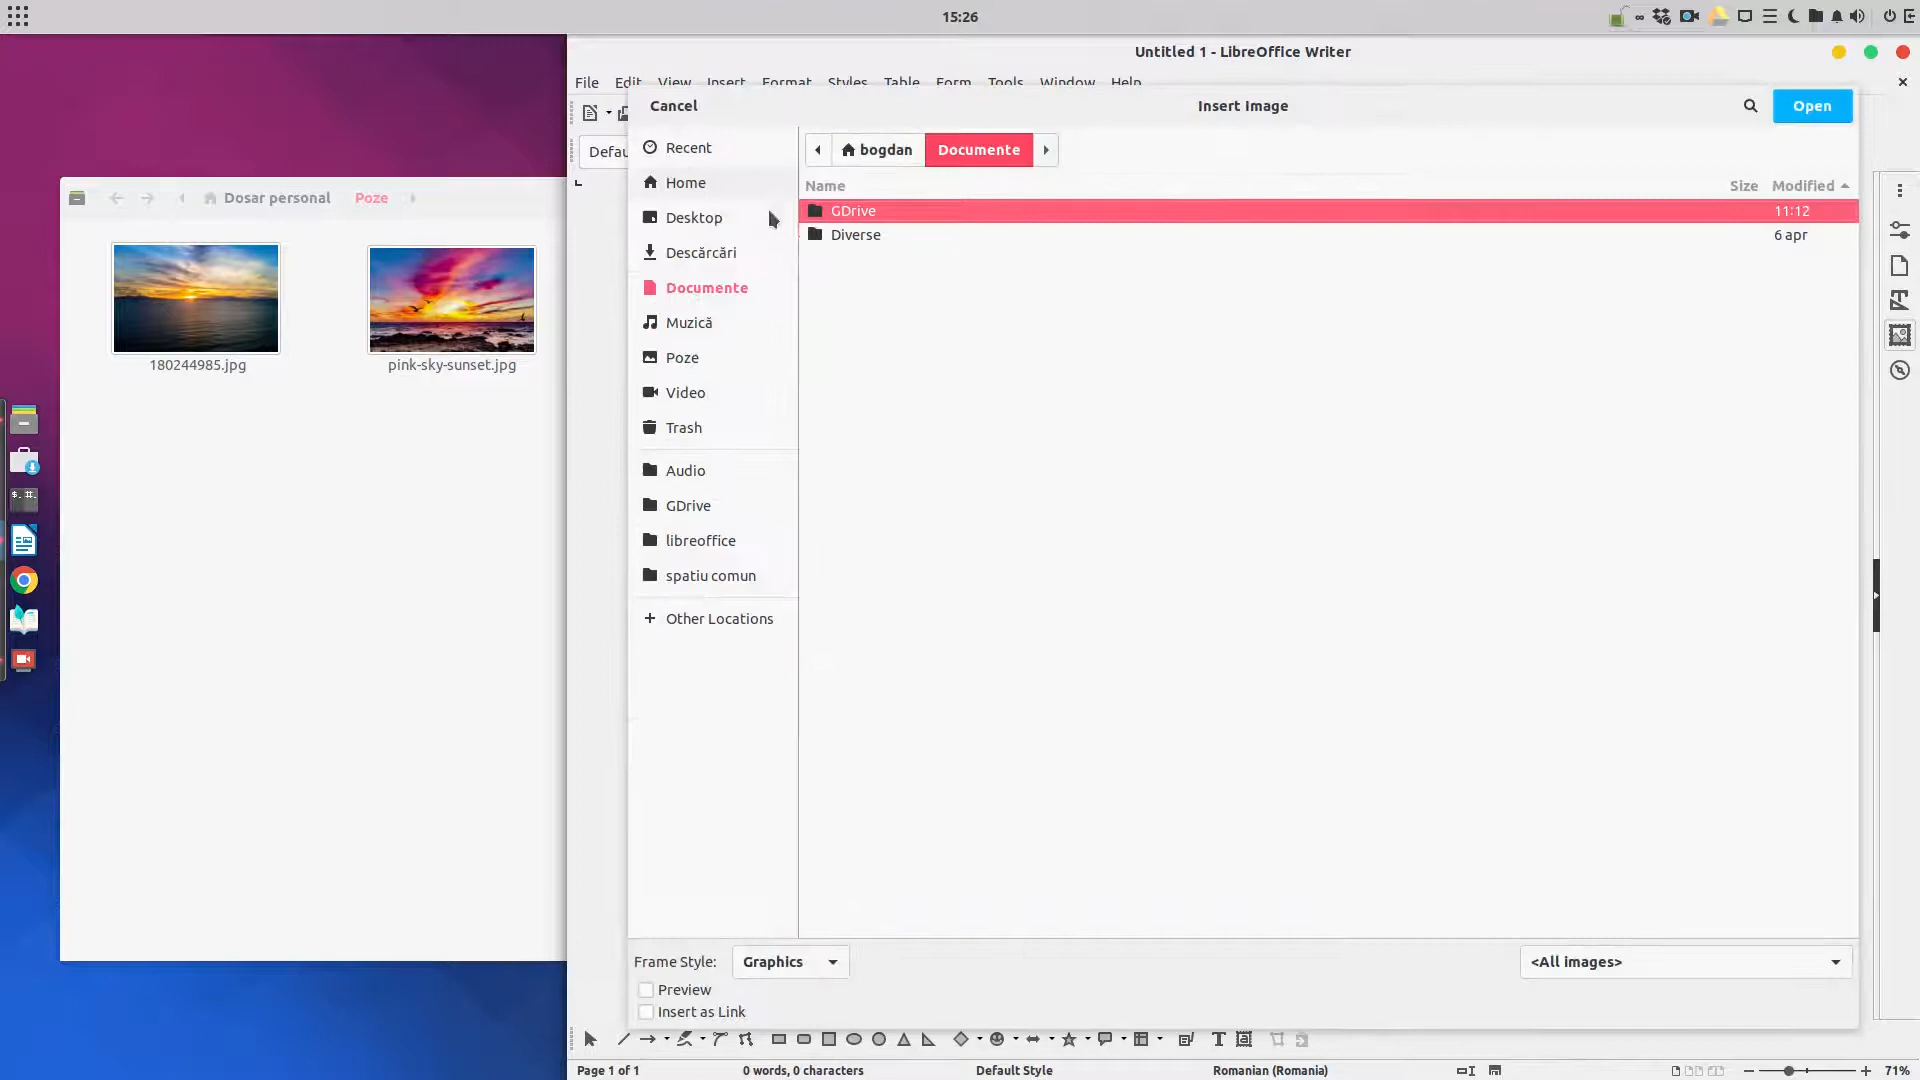 15:26
Untitled 1 - LibreOffice Writer
File Edit View Insert Format Styles Table Form Tools Window Help
Cancel
Insert Image
Open
Defau
Recent
Home
Desktop
Descărcări
Documente
Muzică
Poze
Video
Trash
Audio
GDrive
libreoffice
spatiu comun
Other Locations
bogdan Documente
Name Size Modified
GDrive 11:12
Diverse 6 apr
Dosar personal Poze
180244985.jpg
pink-sky-sunset.jpg
Frame Style: Graphics
<All images>
Preview
Insert as Link
Page 1 of 1
0 words, 0 characters
Default Style
Romanian (Romania)
71%